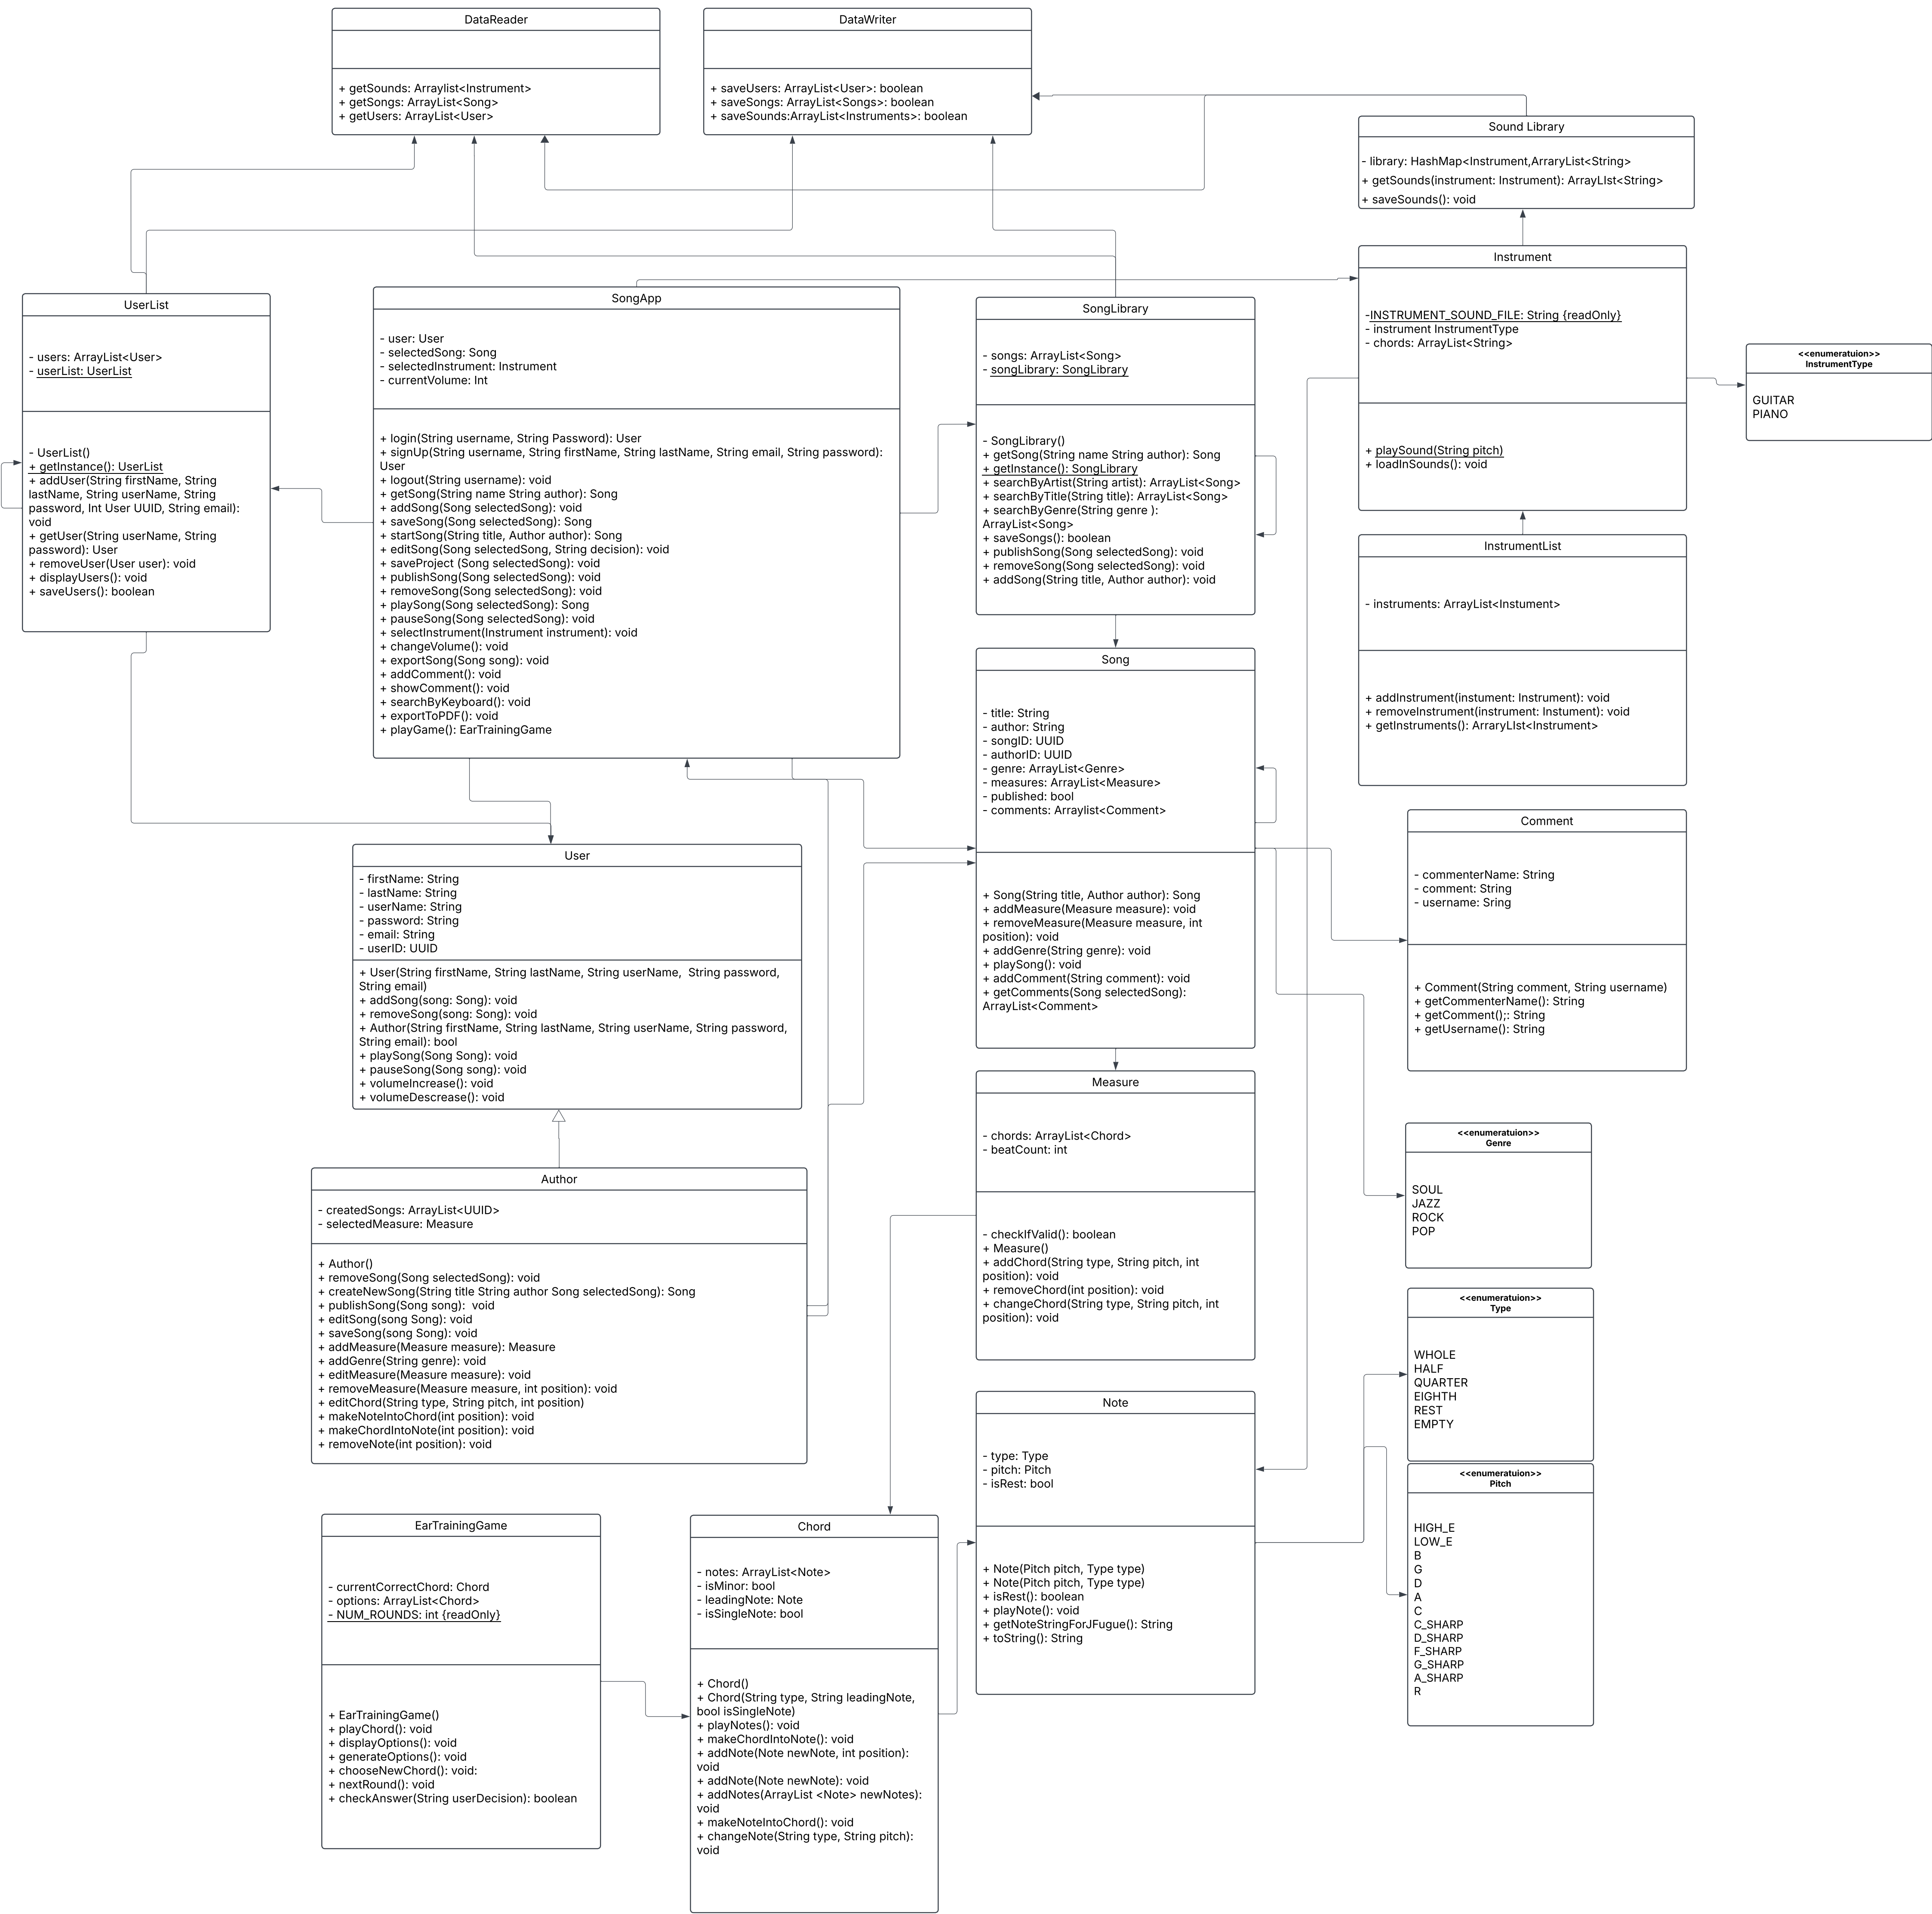 DataReader
+ getSounds: Arraylist<Instrument>
+ getSongs: ArrayList<Song>
+ getUsers: ArrayList<User>
DataWriter
+ saveUsers: ArrayList<User>: boolean
+ saveSongs: ArrayList<Songs>: boolean
+ saveSounds:ArrayList<Instruments>: boolean
Sound Library
- library: HashMap<Instrument,ArraryList<String>
+ getSounds(instrument: Instrument): ArrayLIst<String>
+ saveSounds(): void
UserList
- users: ArrayList<User>
- userList: UserList
- UserList()
+ getInstance(): UserList
+ addUser(String firstName, String
lastName, String userName, String
password, Int User UUID, String email):
void
+ getUser(String userName, String
password): User
+ removeUser(User user): void
+ displayUsers(): void
+ saveUsers(): boolean
SongApp
- user: User
- selectedSong: Song
- selectedInstrument: Instrument
- currentVolume: Int
+ login(String username, String Password): User
+ signUp(String username, String firstName, String lastName, String email, String password):
User
+ logout(String username): void
+ getSong(String name String author): Song
+ addSong(Song selectedSong): void
+ saveSong(Song selectedSong): Song
+ startSong(String title, Author author): Song
+ editSong(Song selectedSong, String decision): void
+ saveProject (Song selectedSong): void
+ publishSong(Song selectedSong): void
+ removeSong(Song selectedSong): void
+ playSong(Song selectedSong): Song
+ pauseSong(Song selectedSong): void
+ selectInstrument(Instrument instrument): void
+ changeVolume(): void
+ exportSong(Song song): void
+ addComment(): void
+ showComment(): void
+ searchByKeyboard(): void
+ exportToPDF(): void
+ playGame(): EarTrainingGame
SongLibrary
- songs: ArrayList<Song>
- songLibrary: SongLibrary
- SongLibrary()
+ getSong(String name String author): Song
+ getInstance(): SongLibrary
+ searchByArtist(String artist): ArrayList<Song>
+ searchByTitle(String title): ArrayList<Song>
+ searchByGenre(String genre ):
ArrayList<Song>
+ saveSongs(): boolean
+ publishSong(Song selectedSong): void
+ removeSong(Song selectedSong): void
+ addSong(String title, Author author): void
Instrument
-INSTRUMENT_SOUND_FILE: String {readOnly}
- instrument InstrumentType
- chords: ArrayList<String>
+ playSound(String pitch)
+ loadInSounds(): void
<<enumeratuion>>
InstrumentType
GUITAR
PIANO
InstrumentList
- instruments: ArrayList<Instument>
+ addInstrument(instument: Instrument): void
+ removeInstrument(instrument: Instument): void
+ getInstruments(): ArraryLIst<Instrument>
Song
- title: String
- author: String
- songID: UUID
- authorID: UUID
- genre: ArrayList<Genre>
- measures: ArrayList<Measure>
- published: bool
- comments: Arraylist<Comment>
+ Song(String title, Author author): Song
+ addMeasure(Measure measure): void
+ removeMeasure(Measure measure, int
position): void
+ addGenre(String genre): void
+ playSong(): void
+ addComment(String comment): void
+ getComments(Song selectedSong):
ArrayList<Comment>
Comment
- commenterName: String
- comment: String
- username: Sring
+ Comment(String comment, String username)
+ getCommenterName(): String
+ getComment();: String
+ getUsername(): String
User
- firstName: String
- lastName: String
- userName: String
- password: String
- email: String
- userID: UUID
+ User(String firstName, String lastName, String userName,  String password,
String email)
+ addSong(song: Song): void
+ removeSong(song: Song): void
+ Author(String firstName, String lastName, String userName, String password,
String email): bool
+ playSong(Song Song): void
+ pauseSong(Song song): void
+ volumeIncrease(): void
+ volumeDescrease(): void
Measure
- chords: ArrayList<Chord>
- beatCount: int
- checkIfValid(): boolean
+ Measure()
+ addChord(String type, String pitch, int
position): void
+ removeChord(int position): void
+ changeChord(String type, String pitch, int
position): void
<<enumeratuion>>
Genre
SOUL
JAZZ
ROCK
POP
Author
- createdSongs: ArrayList<UUID>
- selectedMeasure: Measure
+ Author()
+ removeSong(Song selectedSong): void
+ createNewSong(String title String author Song selectedSong): Song
+ publishSong(Song song):  void
+ editSong(song Song): void
+ saveSong(song Song): void
+ addMeasure(Measure measure): Measure
+ addGenre(String genre): void
+ editMeasure(Measure measure): void
+ removeMeasure(Measure measure, int position): void
+ editChord(String type, String pitch, int position)
+ makeNoteIntoChord(int position): void
+ makeChordIntoNote(int position): void
+ removeNote(int position): void
<<enumeratuion>>
Type
WHOLE
HALF
QUARTER
EIGHTH
REST
EMPTY
Note
- type: Type
- pitch: Pitch
- isRest: bool
+ Note(Pitch pitch, Type type)
+ Note(Pitch pitch, Type type)
+ isRest(): boolean
+ playNote(): void
+ getNoteStringForJFugue(): String
+ toString(): String
<<enumeratuion>>
Pitch
HIGH_E
LOW_E
B
G
D
A
C
C_SHARP
D_SHARP
F_SHARP
G_SHARP
A_SHARP
R
EarTrainingGame
- currentCorrectChord: Chord
- options: ArrayList<Chord>
- NUM_ROUNDS: int {readOnly}
+ EarTrainingGame()
+ playChord(): void
+ displayOptions(): void
+ generateOptions(): void
+ chooseNewChord(): void:
+ nextRound(): void
+ checkAnswer(String userDecision): boolean
Chord
- notes: ArrayList<Note>
- isMinor: bool
- leadingNote: Note
- isSingleNote: bool
+ Chord()
+ Chord(String type, String leadingNote,
bool isSingleNote)
+ playNotes(): void
+ makeChordIntoNote(): void
+ addNote(Note newNote, int position):
void
+ addNote(Note newNote): void
+ addNotes(ArrayList <Note> newNotes):
void
+ makeNoteIntoChord(): void
+ changeNote(String type, String pitch):
void